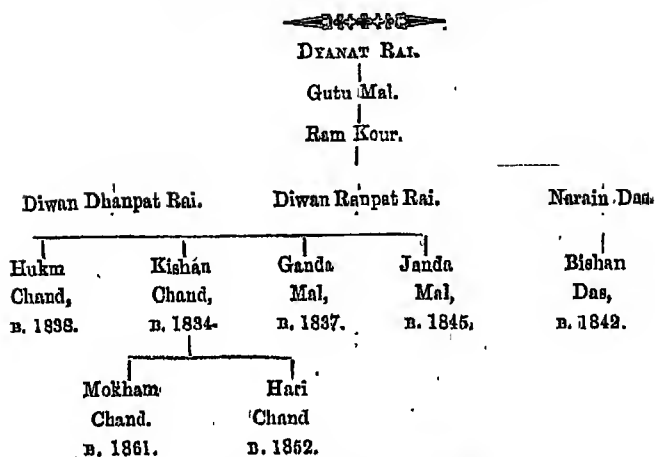 DYANAT RAI.
Gutu Mal.
Ram Kour.
Diwan Dhanpat Rai. Diwan Ranpat Rai. Narain Das.
Hukm Kishán Ganda Janda Bishan
Chand, Chand, Mal, Mal, Das,
B. 1838. B. 1834. B. 1837. B. 1845. B. 1842.
Mokham Hari
Chand. Chand
B. 1861. B. 1852.